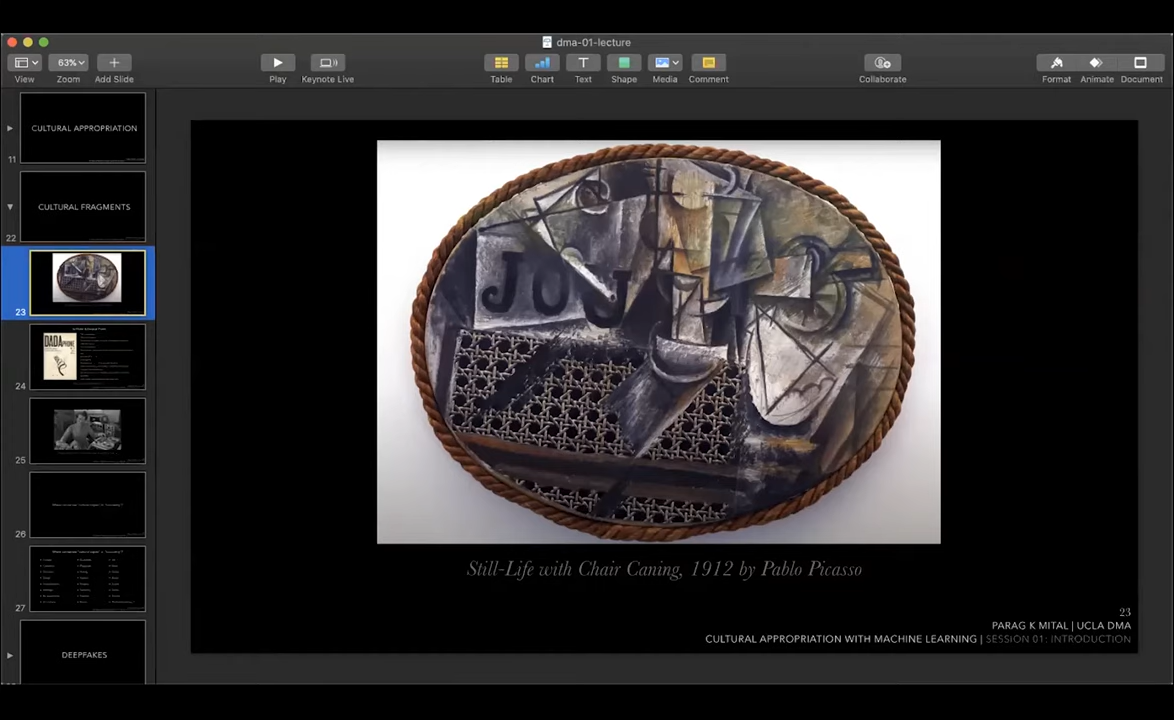 dma-01-lecture
63%
View
Zoom
Add Slide
Play
Keynote Live
Table
Chart
Text
Shape
Media
Comment
Collaborate
Format
Animate
Document
CULTURAL APPROPRIATION
11
CULTURAL FRAGMENTS
22
23
DADAPHONE
24
25
26
27
DEEPFAKES
JOU
Still-Life with Chair Caning, 1912 by Pablo Picasso
23
PARAG K MITAL | UCLA DMA
CULTURAL APPROPRIATION WITH MACHINE LEARNING | SESSION 01: INTRODUCTION